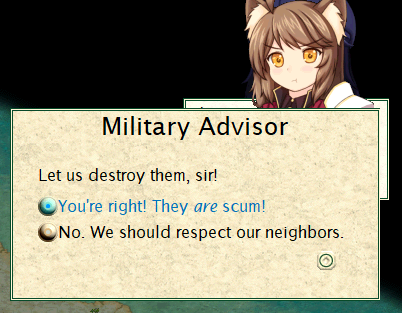 Military Advisor
Let us destroy them, sir!
You're right! They are scum!
No. We should respect our neighbors.